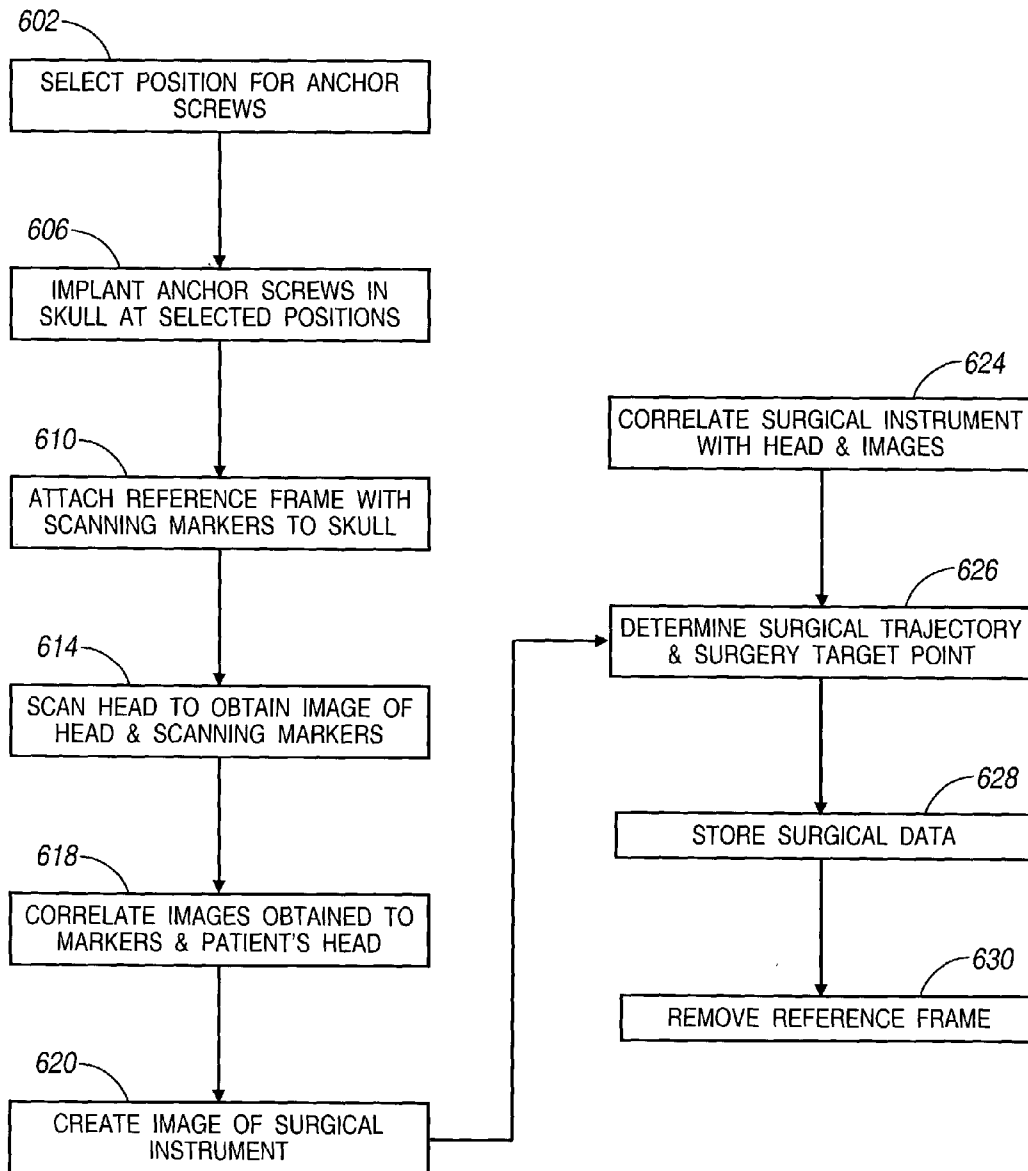 602
SELECT POSITION FOR ANCHOR
SCREWS
606
IMPLANT ANCHOR SCREWS IN
SKULL AT SELECTED POSITIONS
610
ATTACH REFERENCE FRAME WITH
SCANNING MARKERS TO SKULL
614
SCAN HEAD TO OBTAIN IMAGE OF
HEAD & SCANNING MARKERS
618
CORRELATE IMAGES OBTAINED TO
MARKERS & PATIENT'S HEAD
620
CREATE IMAGE OF SURGICAL
INSTRUMENT
624
CORRELATE SURGICAL INSTRUMENT
WITH HEAD & IMAGES
626
DETERMINE SURGICAL TRAJECTORY
& SURGERY TARGET POINT
628
STORE SURGICAL DATA
630
REMOVE REFERENCE FRAME